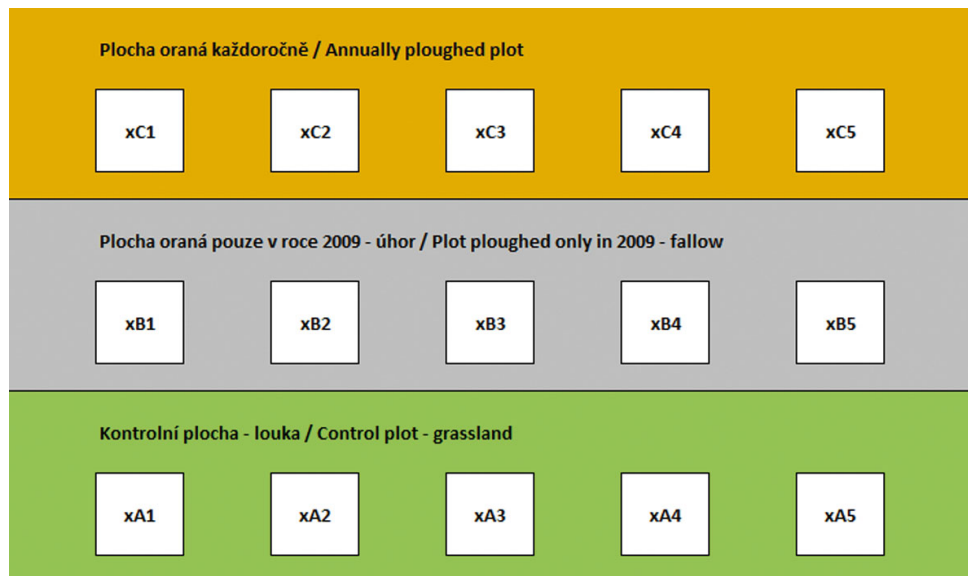 Plocha oraná každoročně / Annually ploughed plot
xC1 xC2 xC3 xC4 xC5
Plocha oraná pouze v roce 2009 - úhor / Plot ploughed only in 2009 - fallow
xB1 xB2 xB3 xB4 xB5
Kontrolní plocha - louka / Control plot - grassland
xA1 xA2 xA3 xA4 xA5